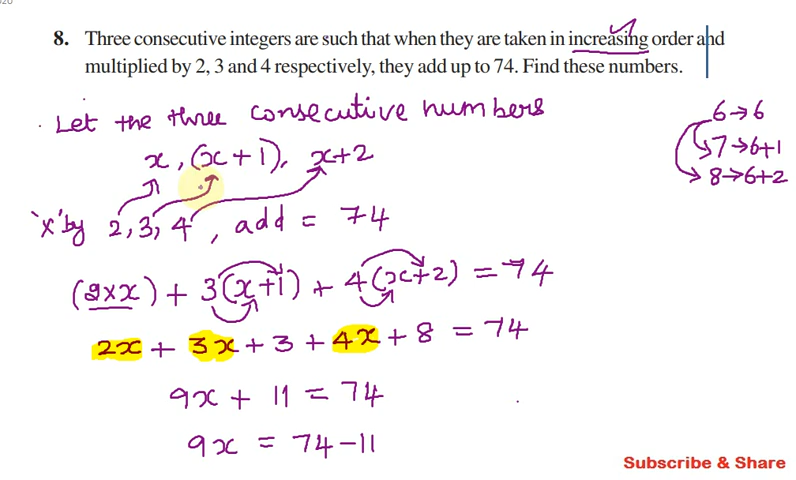 8. Three consecutive integers are such that when they are taken in increasing order and
multiplied by 2, 3 and 4 respectively, they add up to 74. Find these numbers.
Let the three consecutive numbers
x, (x+1), x+2
6→6
7→6+1
8→6+2
'x' by 2, 3, 4, add = 74
(2×x) + 3(x+1) + 4(x+2) = 74
2x + 3x + 3 + 4x + 8 = 74
9x + 11 = 74
9x = 74-11
Subscribe & Share